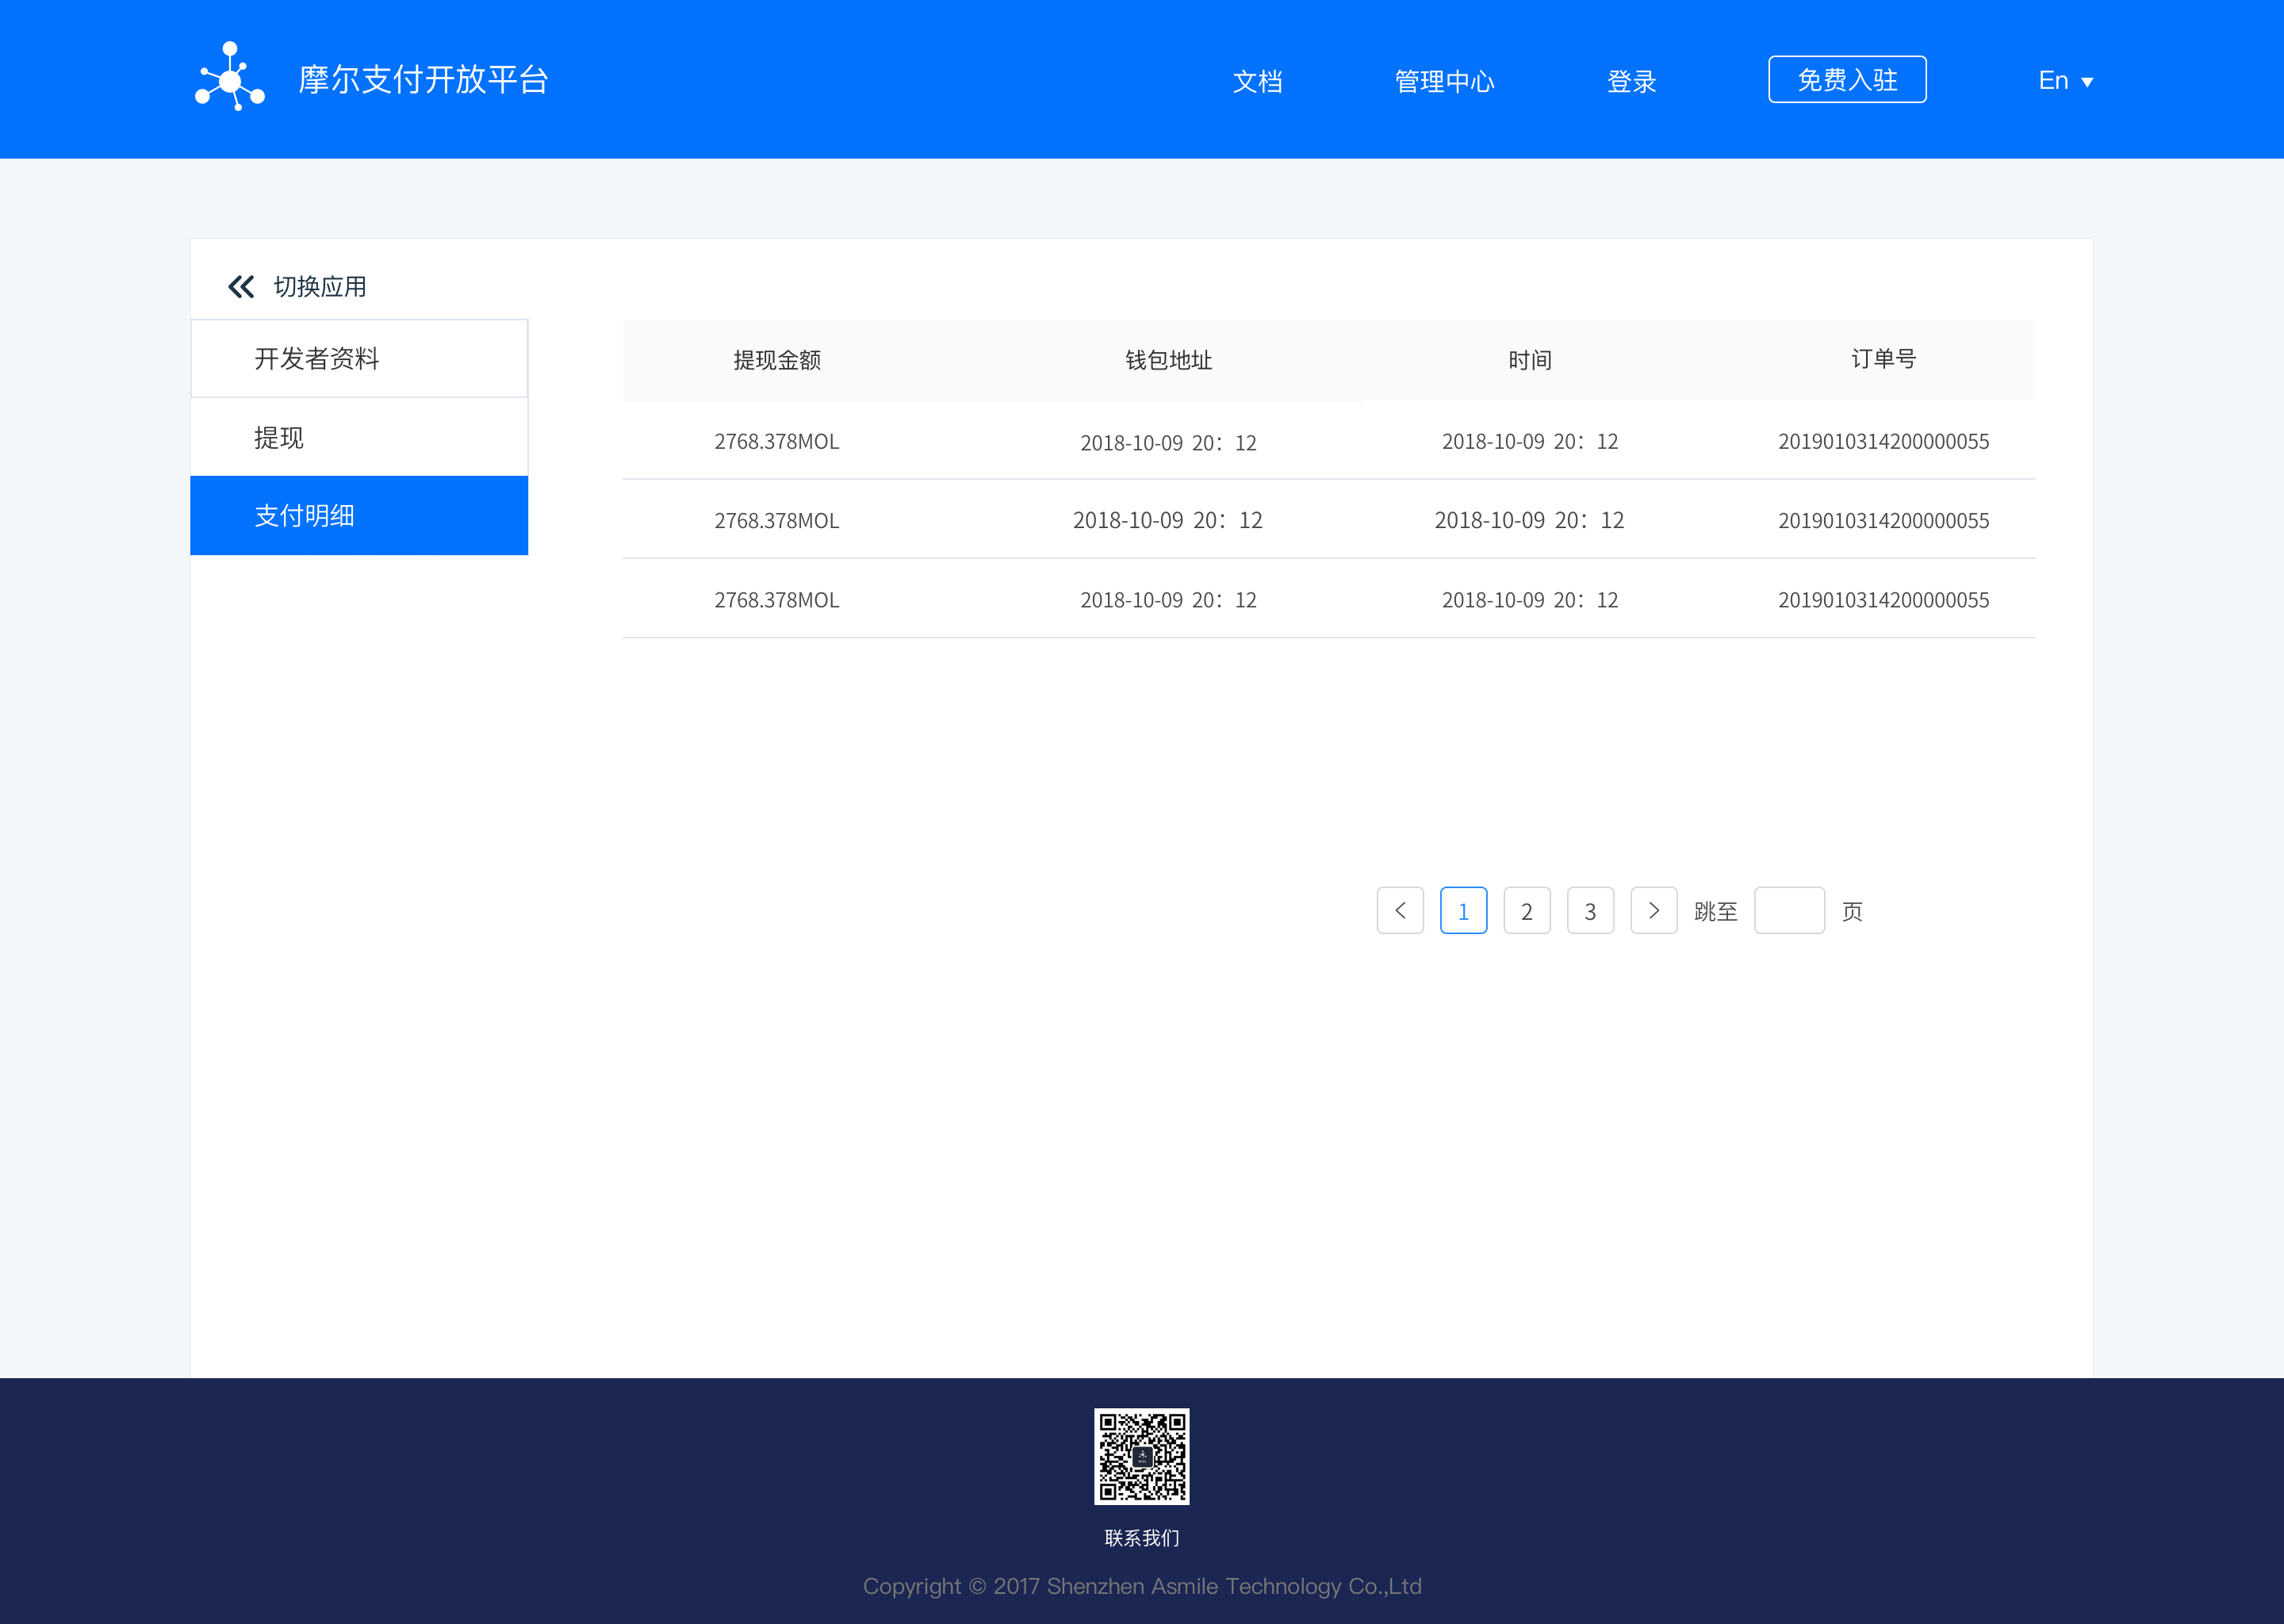 摩尔支付开放平台 文档 管理中心 登录 免费入驻 En
切换应用
开发者资料
提现
支付明细
提现金额 钱包地址 时间 订单号
2768.378MOL 2018-10-09 20：12 2018-10-09 20：12 2019010314200000055
2768.378MOL 2018-10-09 20：12 2018-10-09 20：12 2019010314200000055
2768.378MOL 2018-10-09 20：12 2018-10-09 20：12 2019010314200000055
1 2 3 跳至 页
联系我们
Copyright © 2017 Shenzhen Asmile Technology Co.,Ltd